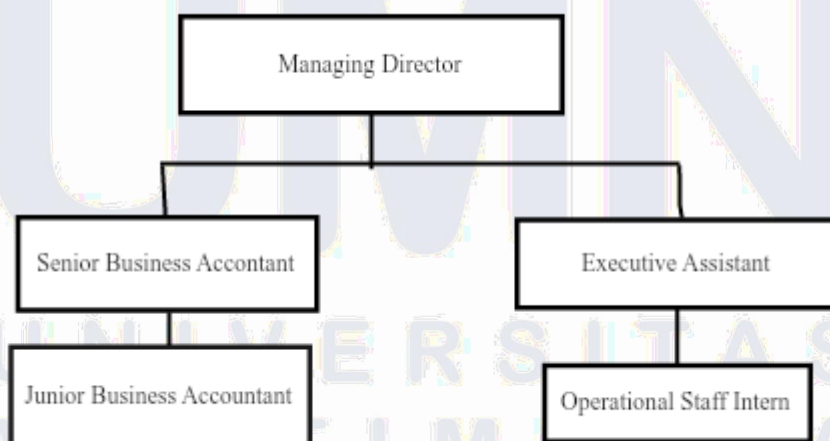 Managing Director
Senior Business Accontant
Executive Assistant
Junior Business Accountant
Operational Staff Intern
UNIVERSITAS